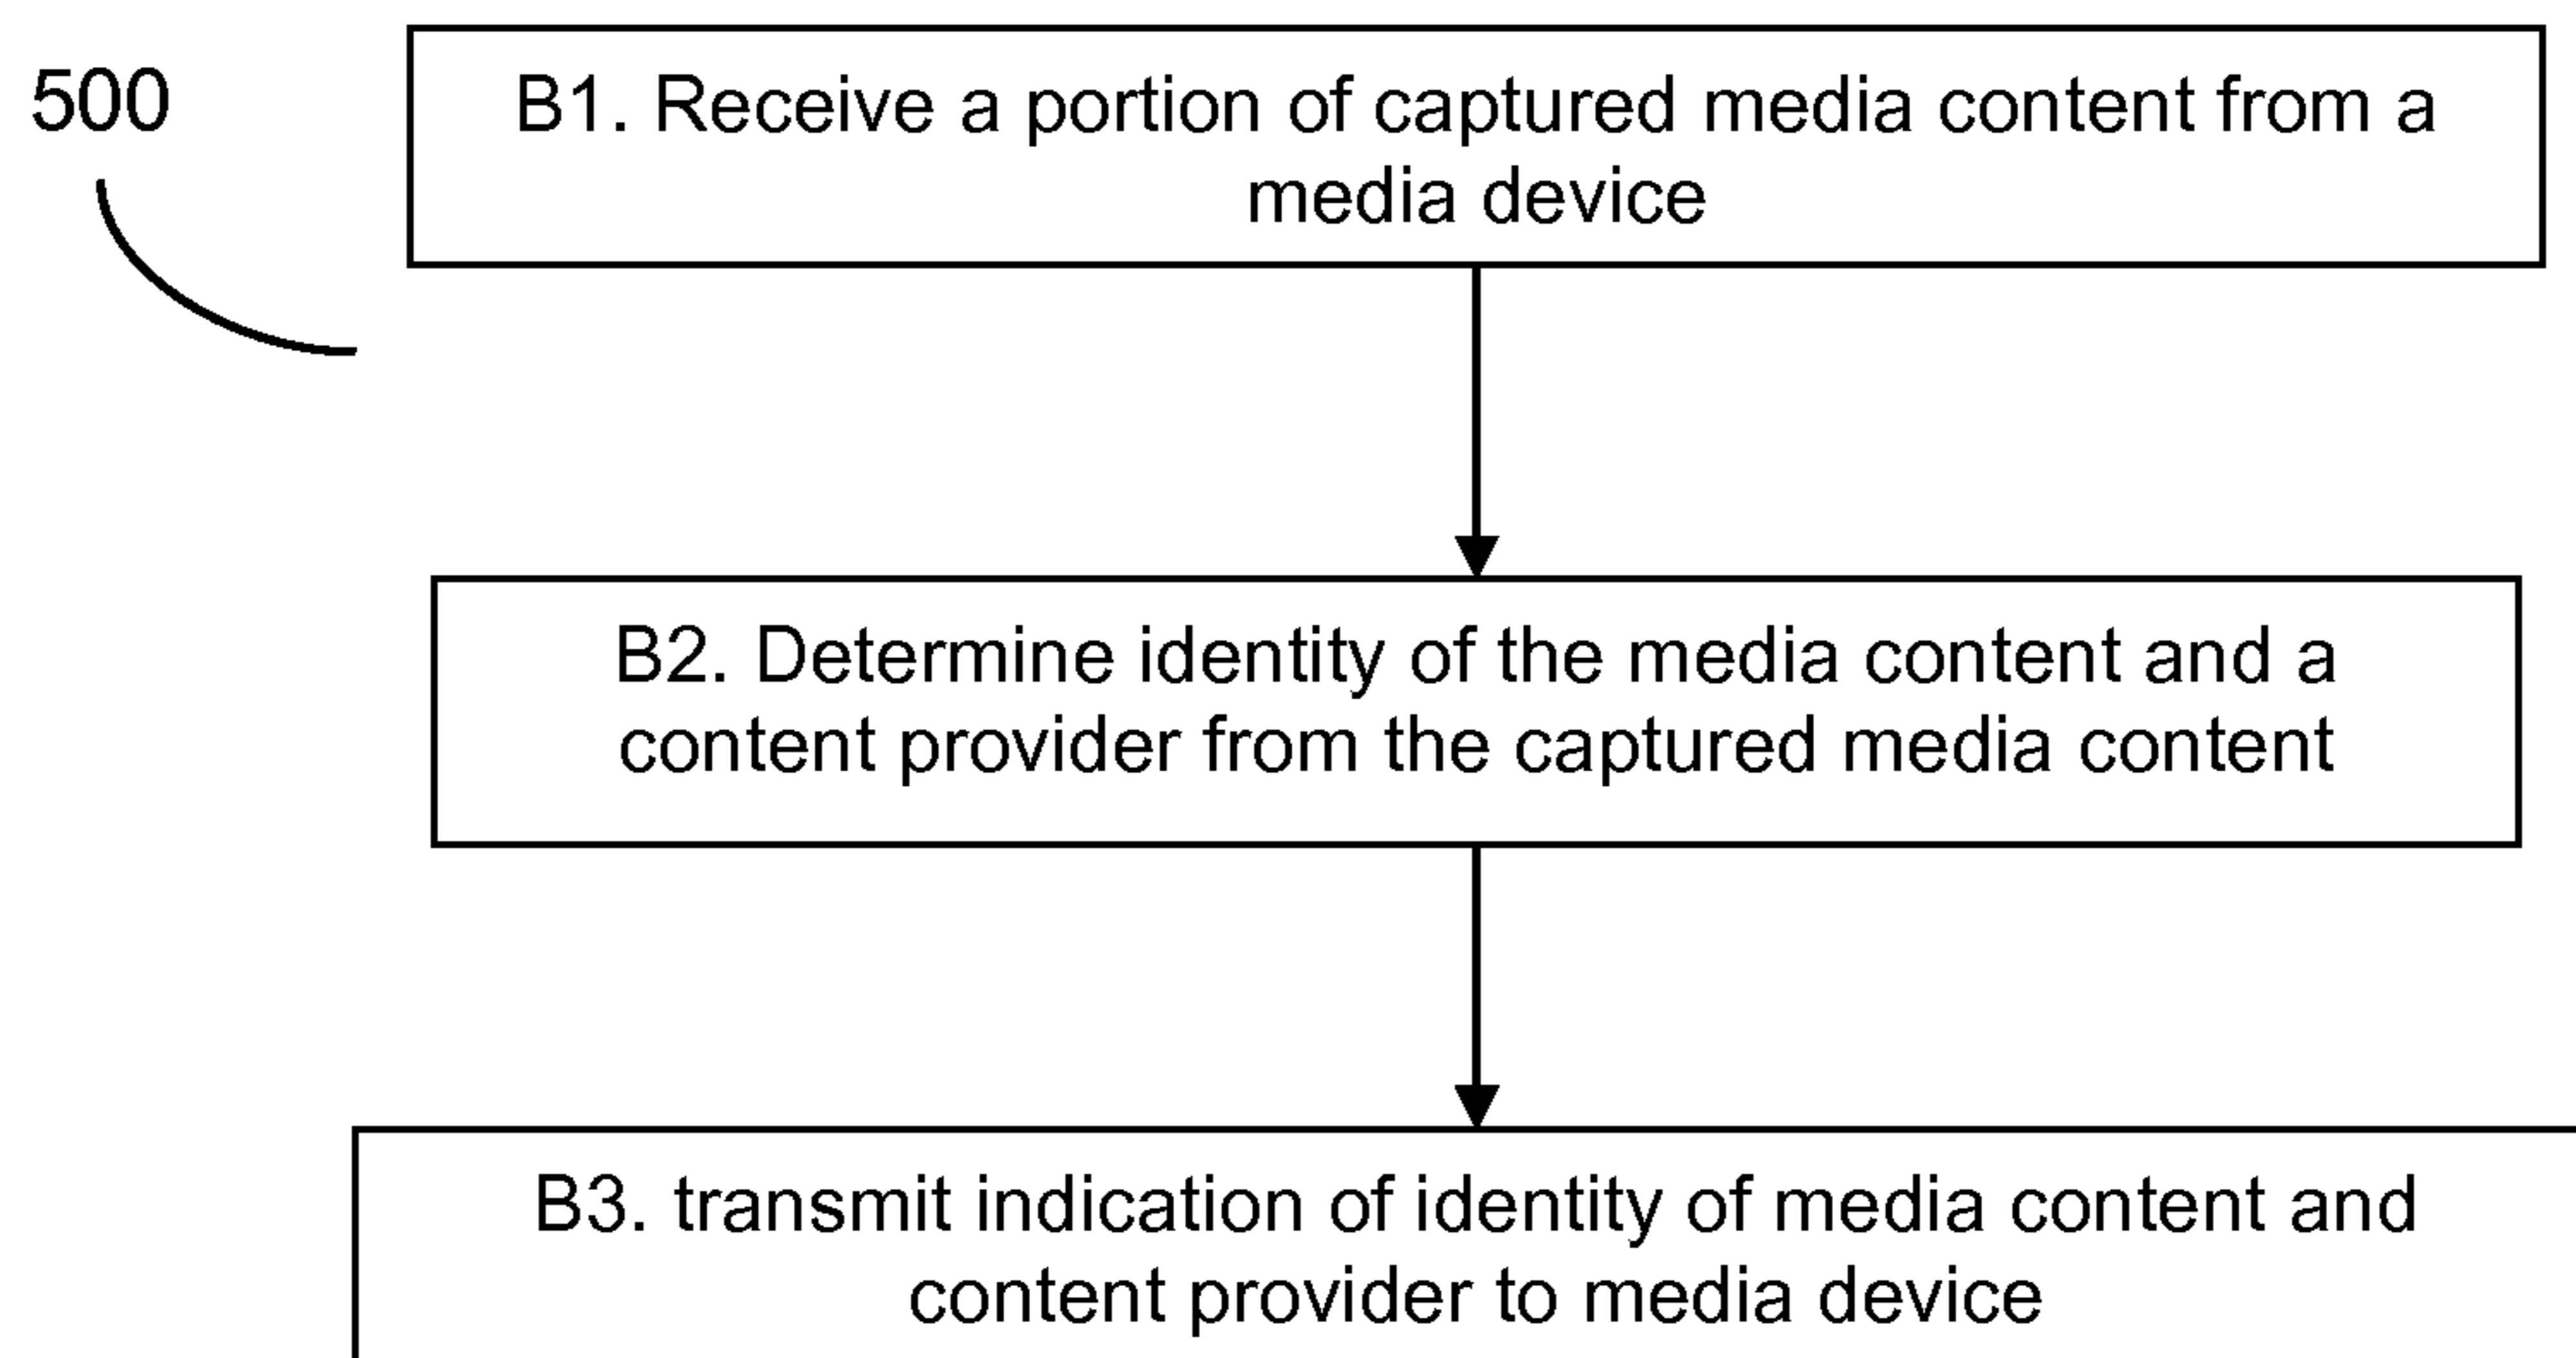 500
B1. Receive a portion of captured media content from a
media device
B2. Determine identity of the media content and a
content provider from the captured media content
B3. transmit indication of identity of media content and
content provider to media device